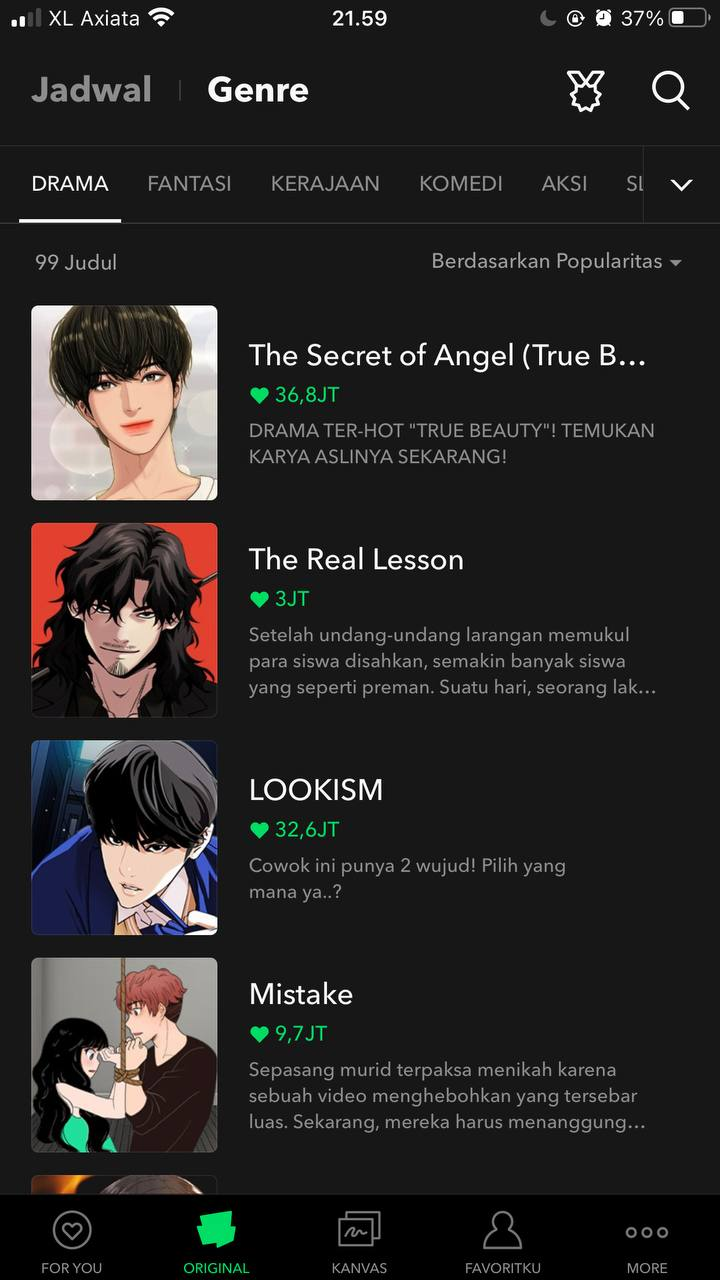 XL Axiata 21.59 37%
Jadwal Genre
DRAMA FANTASI KERAJAAN KOMEDI AKSI SL
99 Judul Berdasarkan Popularitas
The Secret of Angel (True B...
36,8JT
DRAMA TER-HOT "TRUE BEAUTY"! TEMUKAN
KARYA ASLINYA SEKARANG!
The Real Lesson
3JT
Setelah undang-undang larangan memukul
para siswa disahkan, semakin banyak siswa
yang seperti preman. Suatu hari, seorang lak...
LOOKISM
32,6JT
Cowok ini punya 2 wujud! Pilih yang
mana ya..?
Mistake
9,7JT
Sepasang murid terpaksa menikah karena
sebuah video menghebohkan yang tersebar
luas. Sekarang, mereka harus menanggung...
FOR YOU ORIGINAL KANVAS FAVORITKU MORE